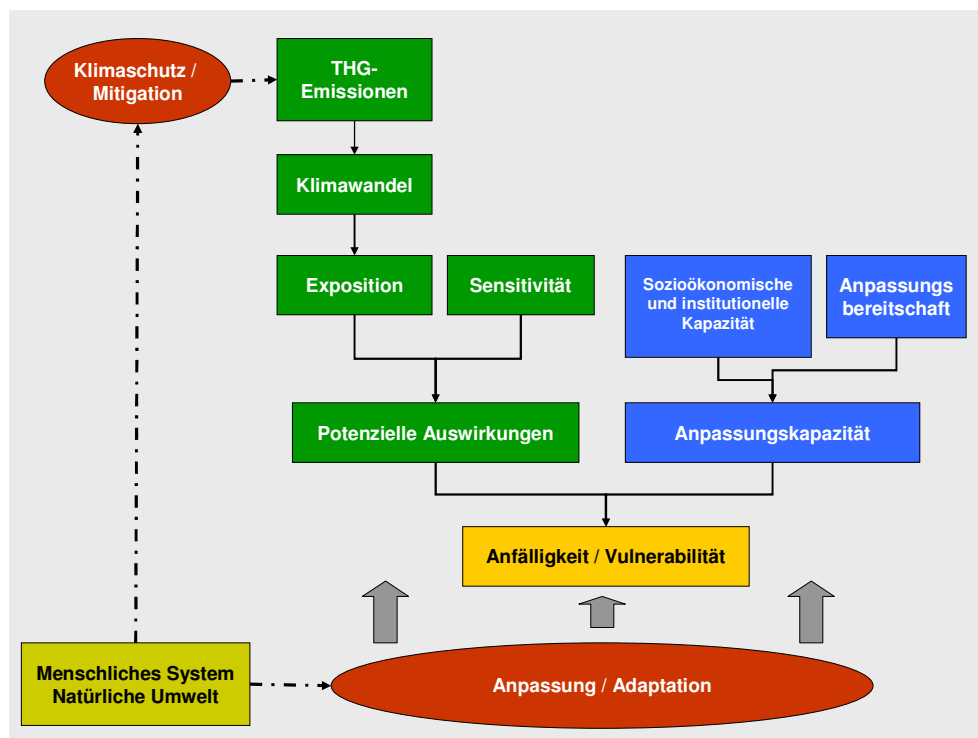 Klimaschutz /
Mitigation
THG-
Emissionen
Klimawandel
Exposition
Sensitivität
Sozioökonomische
und institutionelle
Kapazität
Anpassungs
bereitschaft
Potenzielle Auswirkungen
Anpassungskapazität
Anfälligkeit / Vulnerabilität
Menschliches System
Natürliche Umwelt
Anpassung / Adaptation